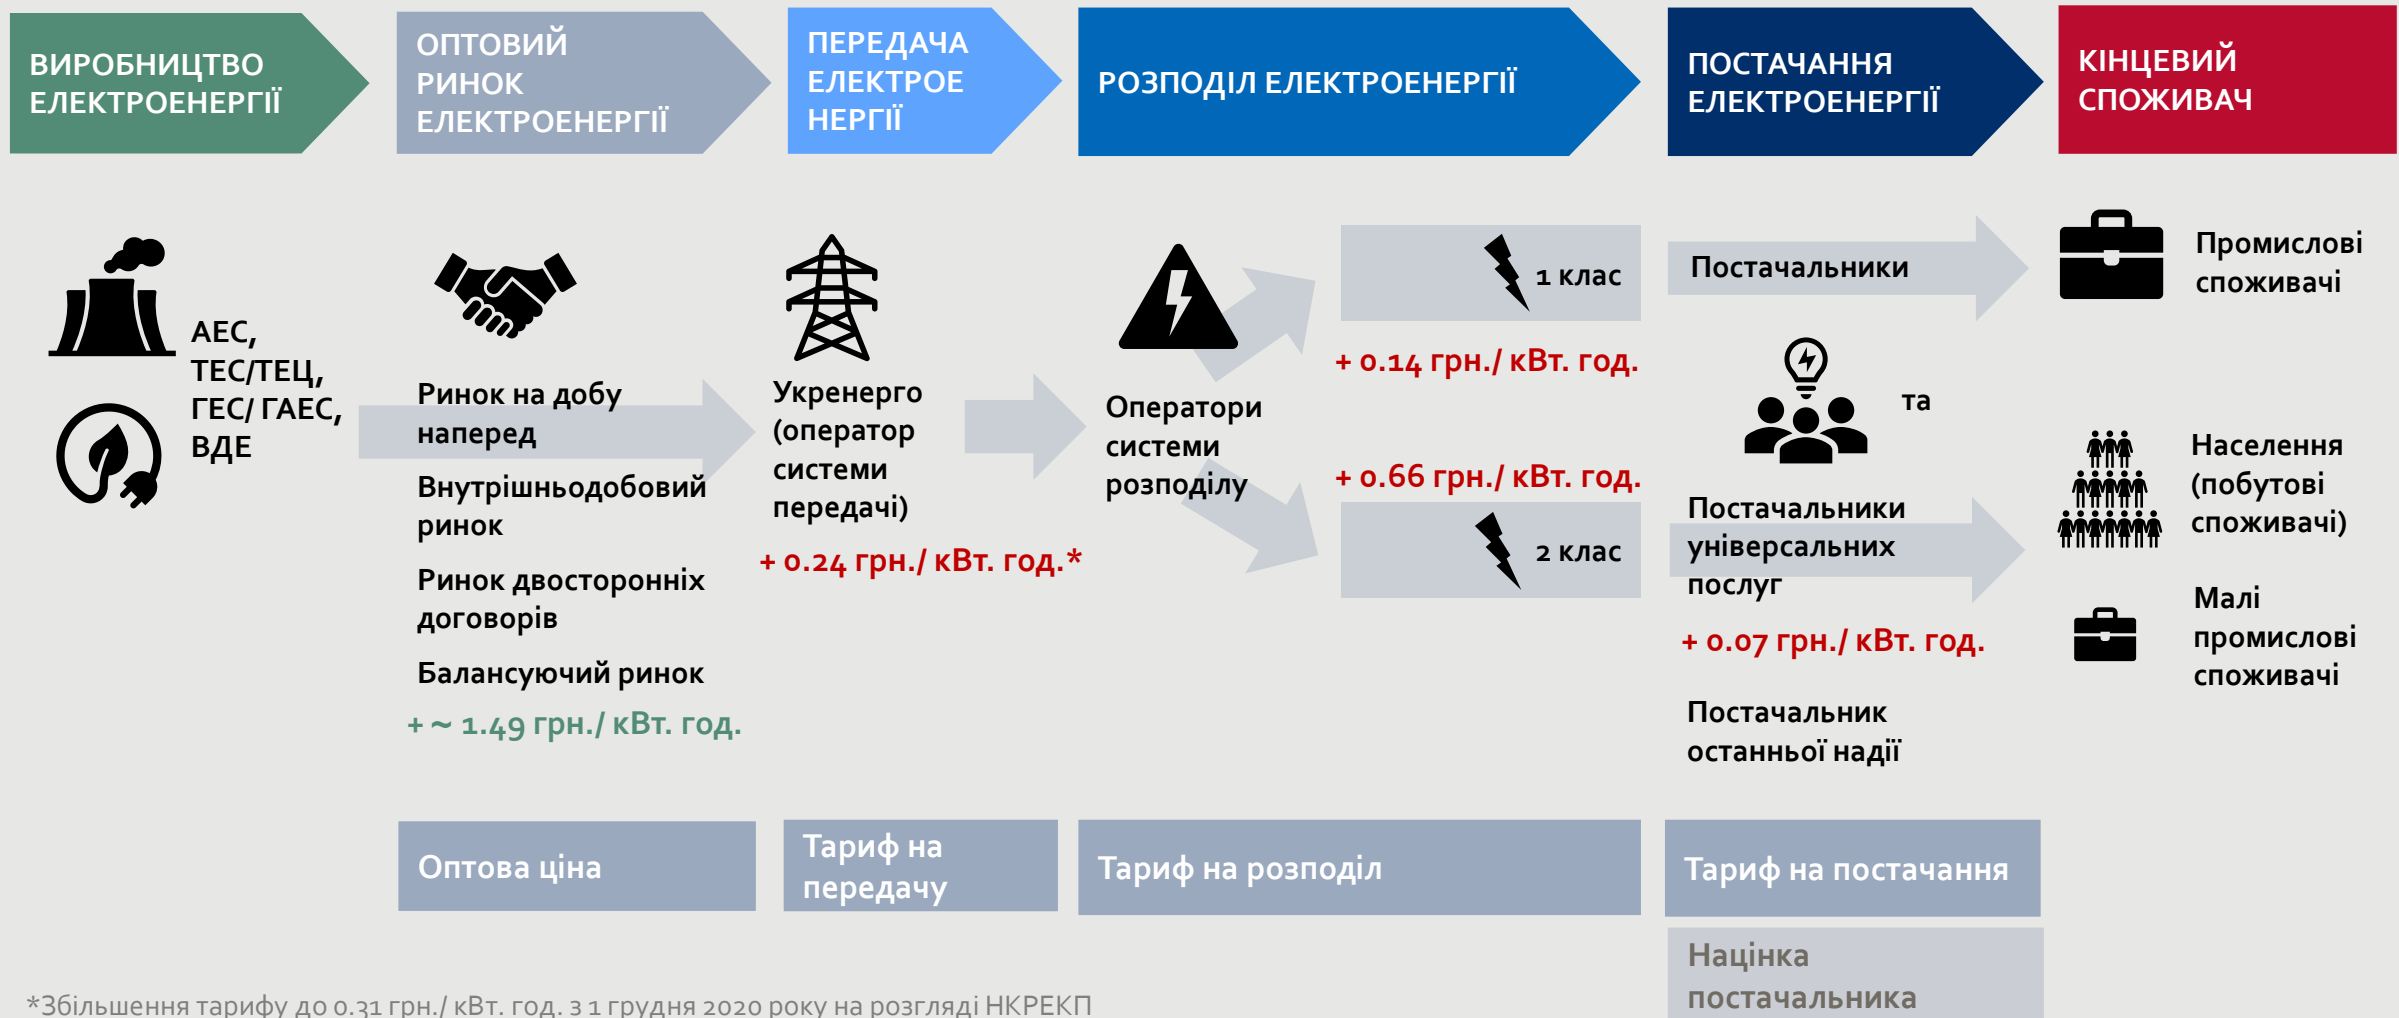 ВИРОБНИЦТВО
ЕЛЕКТРОЕНЕРГІЇ
ОПТОВИЙ
РИНОК
ЕЛЕКТРОЕНЕРГІЇ
ПЕРЕДАЧА
ЕЛЕКТРОЕ
НЕРГІЇ
РОЗПОДІЛ ЕЛЕКТРОЕНЕРГІЇ
ПОСТАЧАННЯ
ЕЛЕКТРОЕНЕРГІЇ
КІНЦЕВИЙ
СПОЖИВАЧ
АЕС,
ТЕС/ТЕЦ,
ГЕС/ ГАЕС,
ВДЕ
Ринок на добу
наперед
Внутрішньодобовий
ринок
Ринок двосторонніх
договорів
Балансуючий ринок
+ ~ 1.49 грн./ кВт. год.
Укренерго
(оператор
системи
передачі)
+ 0.24 грн./ кВт. год.*
Оператори
системи
розподілу
1 клас
+ 0.14 грн./ кВт. год.
+ 0.66 грн./ кВт. год.
2 клас
Постачальники
та
Постачальники
універсальних
послуг
+ 0.07 грн./ кВт. год.
Постачальник
останньої надії
Промислові
споживачі
Населення
(побутові
споживачі)
Малі
промислові
споживачі
Оптова ціна
Тариф на
передачу
Тариф на розподіл
Тариф на постачання
Націнка
постачальника
*Збільшення тарифу до 0.31 грн./ кВт. год. з 1 грудня 2020 року на розгляді НКРЕКП